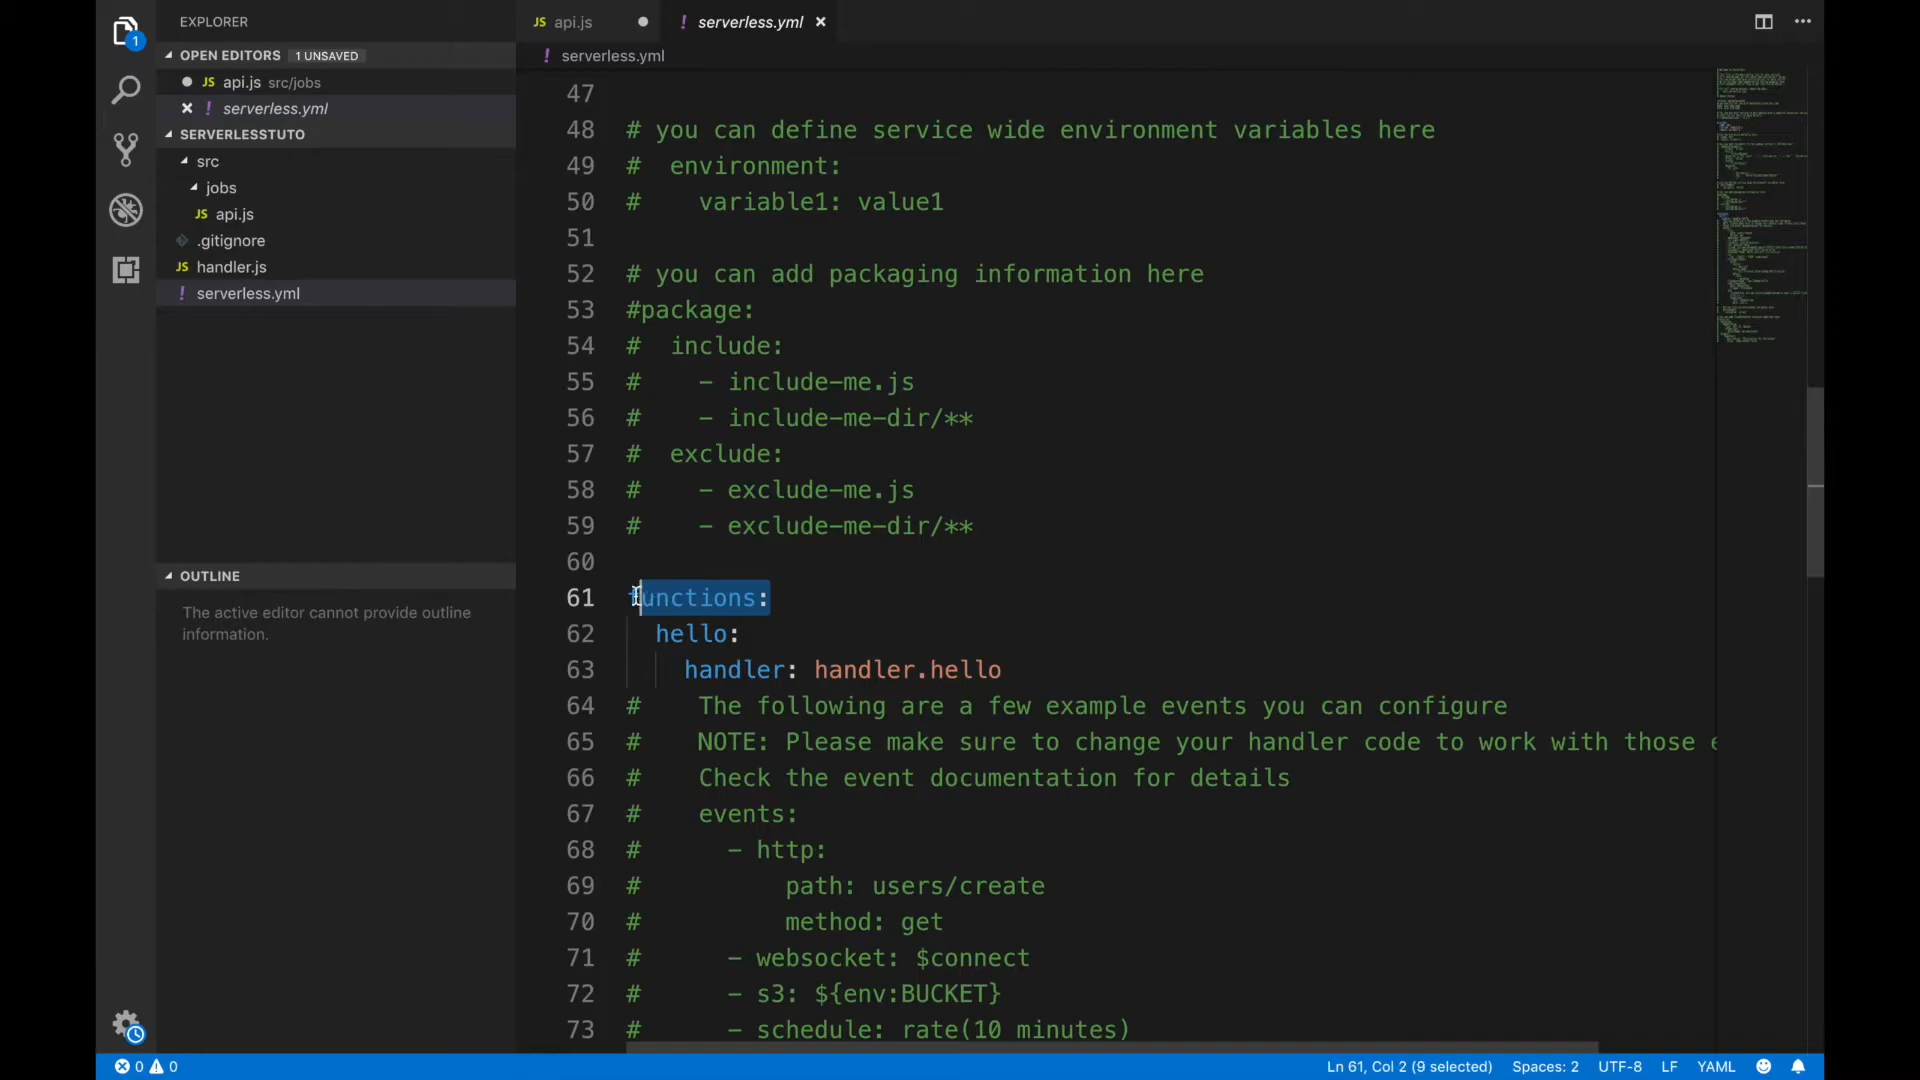 EXPLORER
OPEN EDITORS 1 UNSAVED
JS api.js src/jobs
! serverless.yml
SERVERLESSTUTO
src
jobs
JS api.js
.gitignore
JS handler.js
! serverless.yml
OUTLINE
The active editor cannot provide outline
information.
JS api.js
! serverless.yml
! serverless.yml
47
48 # you can define service wide environment variables here
49 #  environment:
50 #    variable1: value1
51
52 # you can add packaging information here
53 #package:
54 #  include:
55 #    - include-me.js
56 #    - include-me-dir/**
57 #  exclude:
58 #    - exclude-me.js
59 #    - exclude-me-dir/**
60
61 functions:
62   hello:
63     handler: handler.hello
64 #    The following are a few example events you can configure
65 #    NOTE: Please make sure to change your handler code to work with those
66 #    Check the event documentation for details
67 #    events:
68 #      - http:
69 #          path: users/create
70 #          method: get
71 #      - websocket: $connect
72 #      - s3: ${env:BUCKET}
73 #      - schedule: rate(10 minutes)
1
0 0
Ln 61, Col 2 (9 selected) Spaces: 2 UTF-8 LF YAML